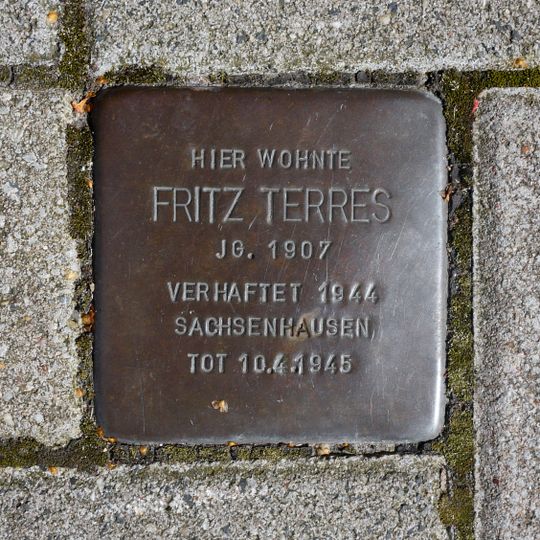 HIER WOHNTE
FRITZ TERRES
JG. 1907
VERHAFTET 1944
SACHSENHAUSEN
TOT 10.4.1945